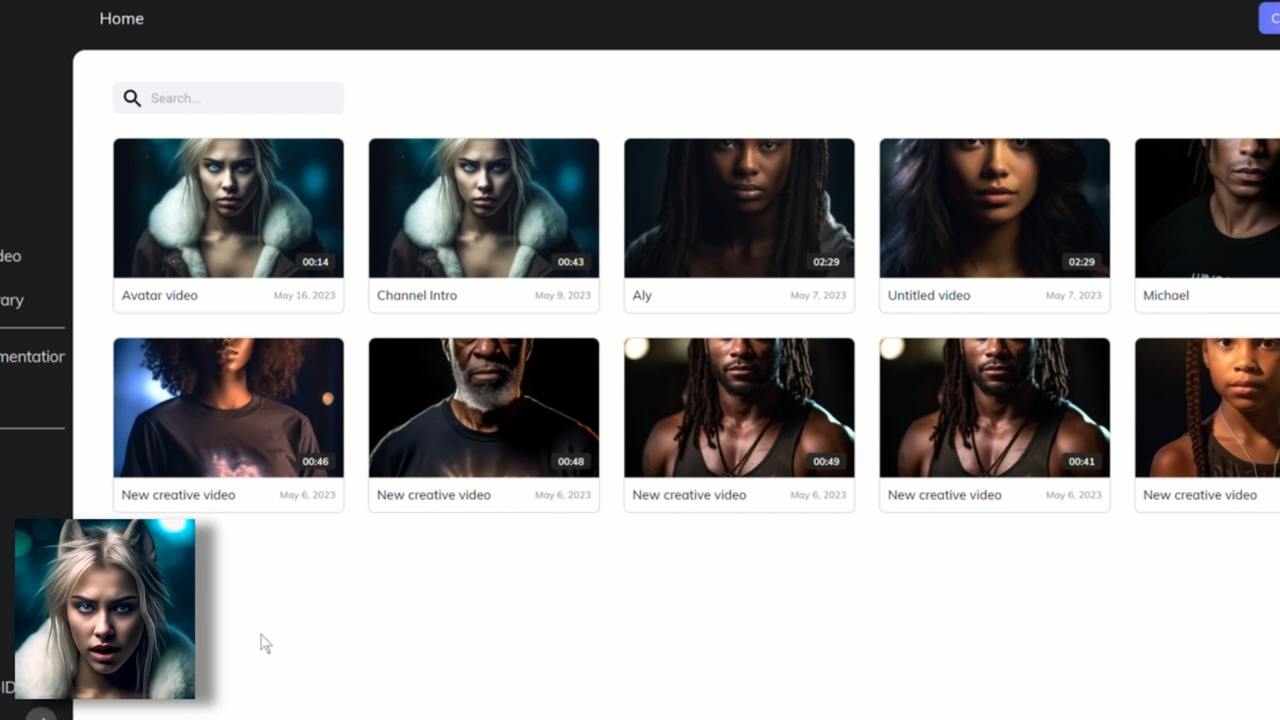 Home
Search...
00:14
00:43
02:29
02:29
Avatar video
May 16, 2023
Channel Intro
May 9, 2023
Aly
May 7, 2023
Untitled video
May 7, 2023
Michael
deo
ary
mentation
00:46
00:48
00:49
00:41
New creative video
May 6, 2023
New creative video
May 6, 2023
New creative video
May 6, 2023
New creative video
May 6, 2023
New creative video